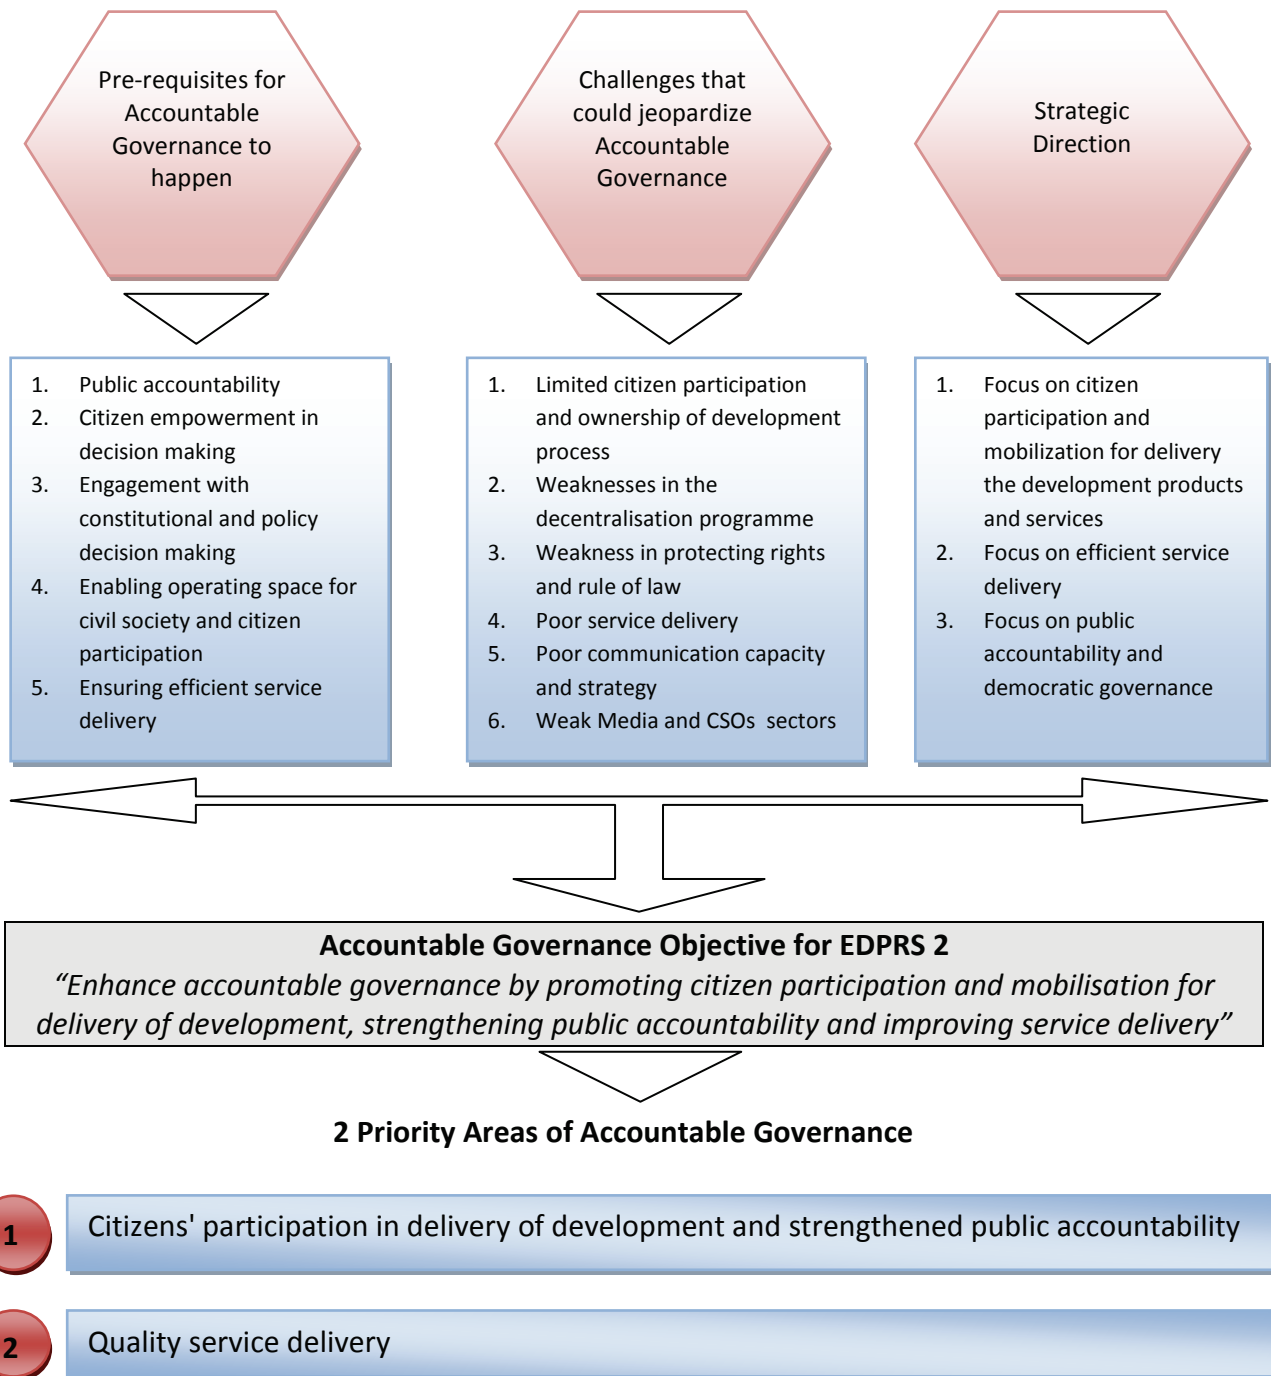 Pre-requisites for
Accountable
Governance to
happen
Challenges that
could jeopardize
Accountable
Governance
Strategic
Direction
1. Public accountability
2. Citizen empowerment in
decision making
3. Engagement with
constitutional and policy
decision making
4. Enabling operating space for
civil society and citizen
participation
5. Ensuring efficient service
delivery
1. Limited citizen participation
and ownership of development
process
2. Weaknesses in the
decentralisation programme
3. Weakness in protecting rights
and rule of law
4. Poor service delivery
5. Poor communication capacity
and strategy
6. Weak Media and CSOs sectors
1. Focus on citizen
participation and
mobilization for delivery
the development products
and services
2. Focus on efficient service
delivery
3. Focus on public
accountability and
democratic governance
Accountable Governance Objective for EDPRS 2
“Enhance accountable governance by promoting citizen participation and mobilisation for
delivery of development, strengthening public accountability and improving service delivery”
2 Priority Areas of Accountable Governance
1 Citizens' participation in delivery of development and strengthened public accountability
2 Quality service delivery